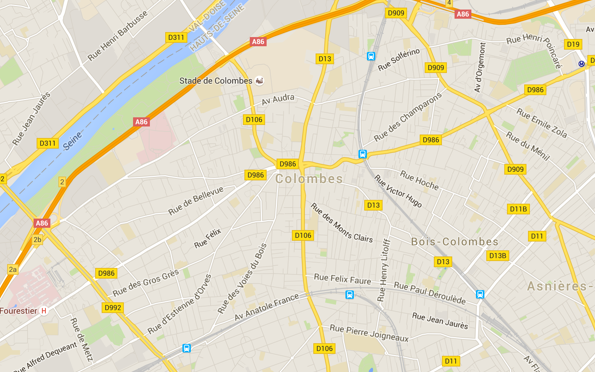 D909
4
A86
VAL-D'OISE
HAUTS-DE-SEINE
Rue Henri Barbusse
D311
A86
D13
Rue Solférino
Av d'Orgemont
Rue Henri Poincaré
D19
D909
Stade de Colombes
Rue Jean Jaurès
Av Audra
D986
Rue des Champarons
A86
D106
Rue Emile Zola
D311
Seine
D986
Rue du Ménil
D986
D986
D909
Colombes
Rue Hoche
2
Rue de Bellevue
Rue Victor Hugo
D13
D11B
A86
Rue Félix
Rue des Monts Clairs
D106
D11
2b
Bois-Colombes
D13B
D13
2a
D986
Rue des Gros Grès
Rue d'Estienne d'Orves
Rue des Voies du Bois
Rue Henry Litolff
Rue Felix Faure
Rue Paul Déroulède
Asnières-
Fourestier H
D992
Av Anatole France
Rue Jean Jaurès
Rue de Metz
Rue Pierre Joigneaux
Rue Alfred Dequeant
D106
D11